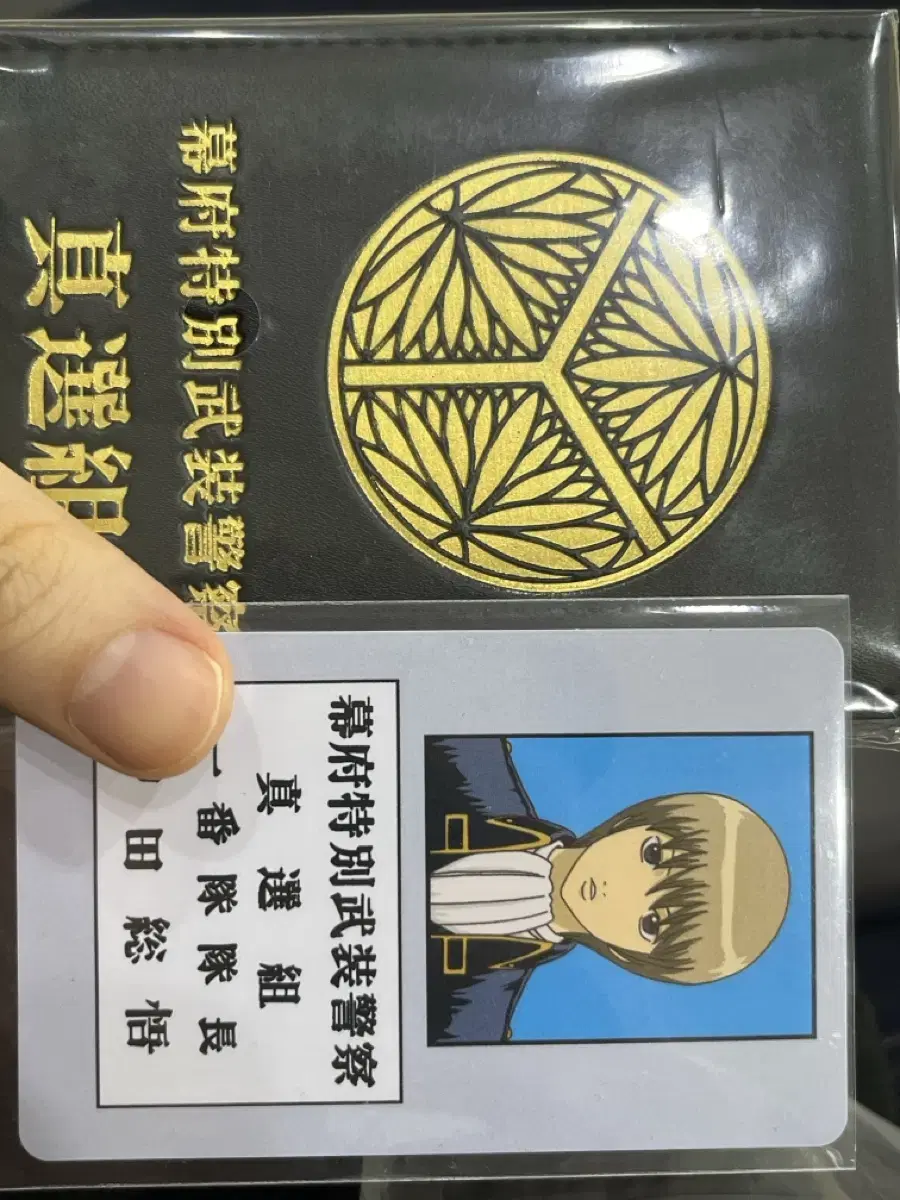 幕府特別武装警察
真選組
幕府特別武装警察
真選組
一番隊隊長
田総悟